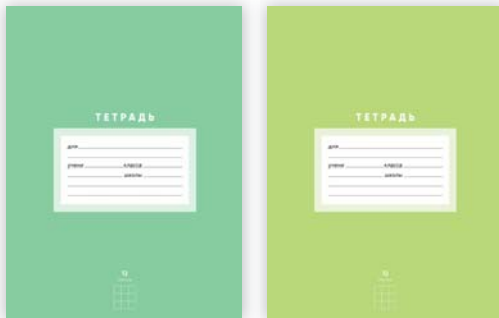 ТЕТРАДЬ
для
учени класса
школы
ТЕТРАДЬ
для
учени класса
школы